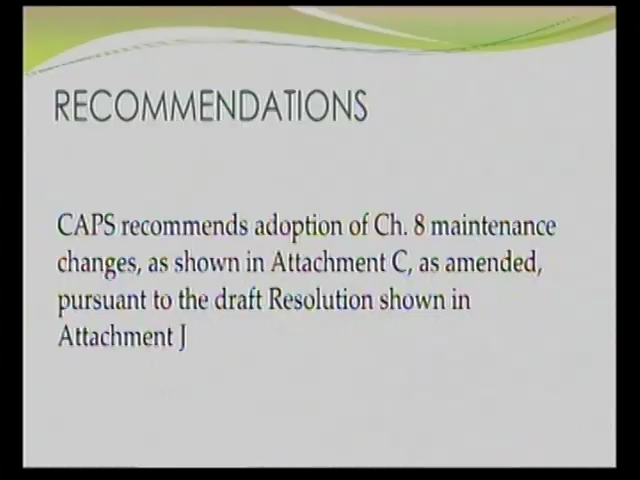 RECOMMENDATIONS
CAPS recommends adoption of Ch. 8 maintenance
changes, as shown in Attachment C, as amended,
pursuant to the draft Resolution shown in
Attachment J